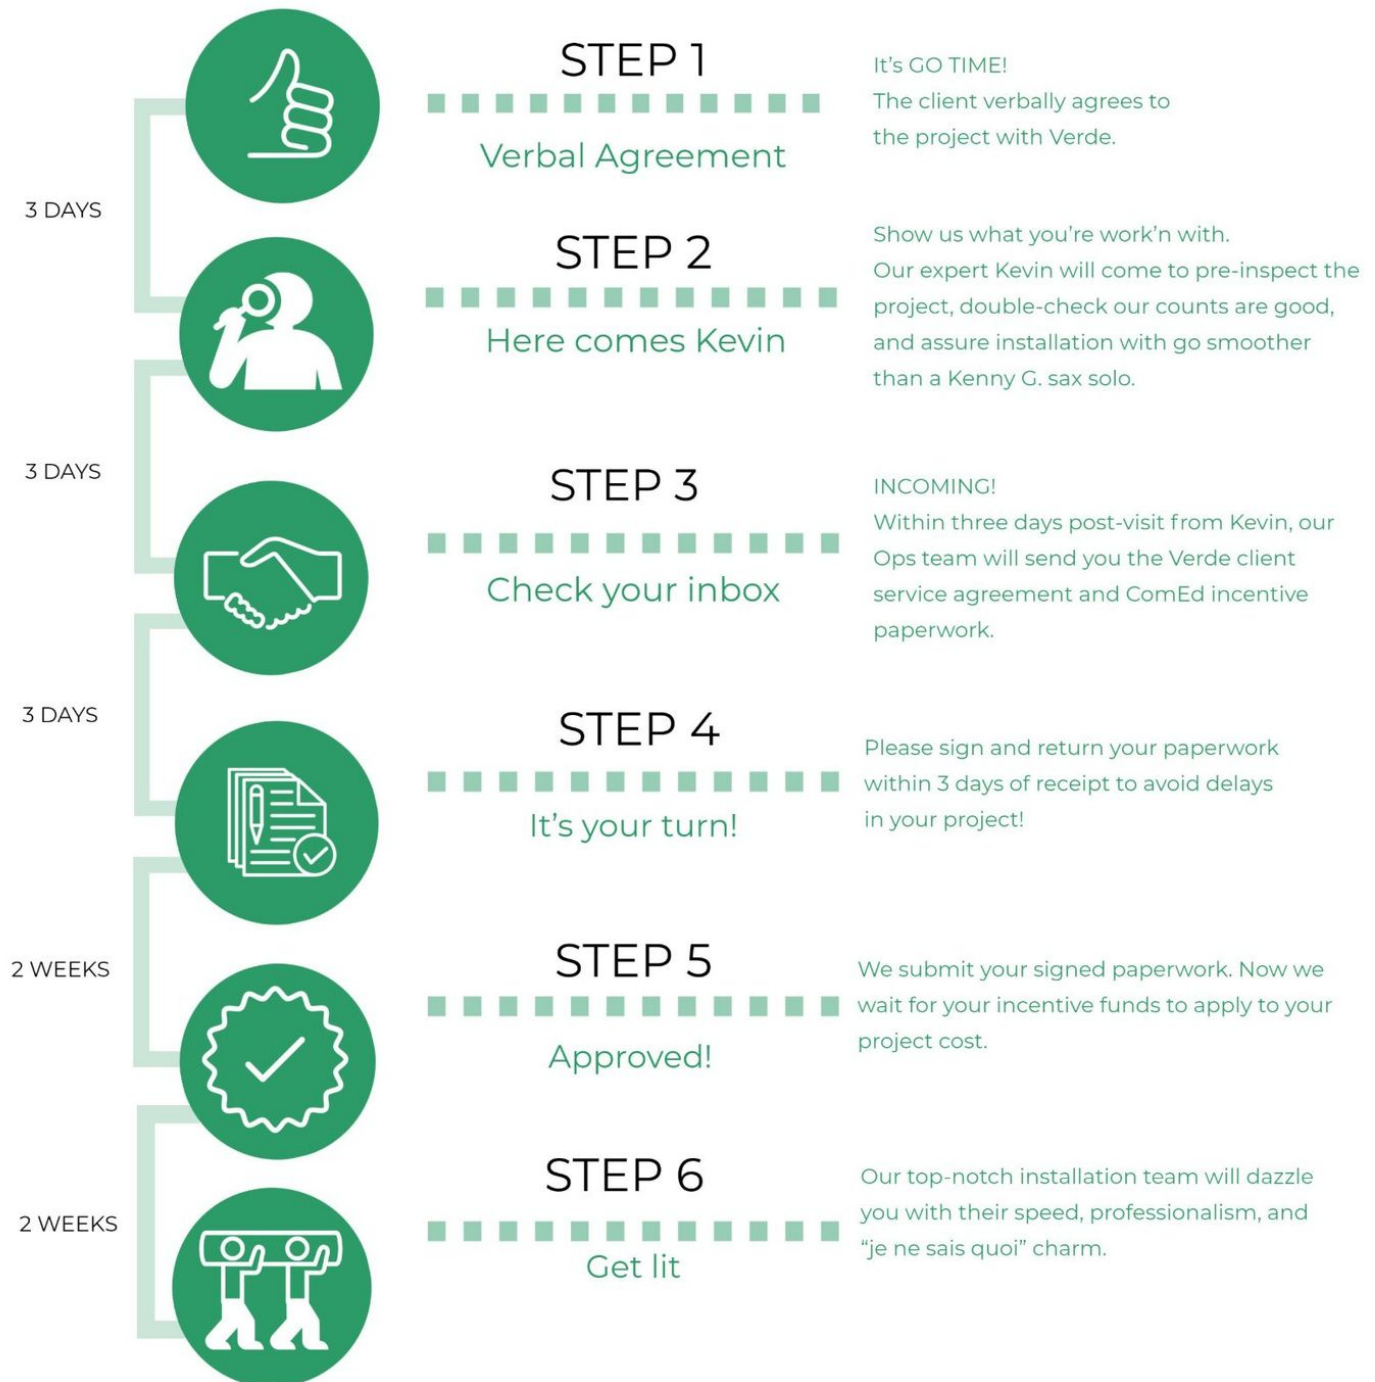 STEP 1
Verbal Agreement
It's GO TIME!
The client verbally agrees to
the project with Verde.
3 DAYS
STEP 2
Here comes Kevin
Show us what you're work'n with.
Our expert Kevin will come to pre-inspect the
project, double-check our counts are good,
and assure installation with go smoother
than a Kenny G. sax solo.
3 DAYS
STEP 3
Check your inbox
INCOMING!
Within three days post-visit from Kevin, our
Ops team will send you the Verde client
service agreement and ComEd incentive
paperwork.
3 DAYS
STEP 4
It's your turn!
Please sign and return your paperwork
within 3 days of receipt to avoid delays
in your project!
2 WEEKS
STEP 5
Approved!
We submit your signed paperwork. Now we
wait for your incentive funds to apply to your
project cost.
2 WEEKS
STEP 6
Get lit
Our top-notch installation team will dazzle
you with their speed, professionalism, and
“je ne sais quoi” charm.